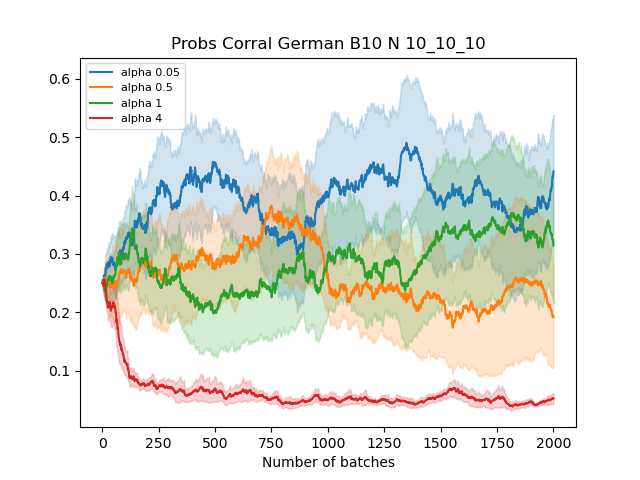 Probs Corral German B10 N 10_10_10
alpha 0.05
alpha 0.5
alpha 1
alpha 4
0.6
0.5
0.4
0.3
0.2
0.1
0 250 500 750 1000 1250 1500 1750 2000
Number of batches